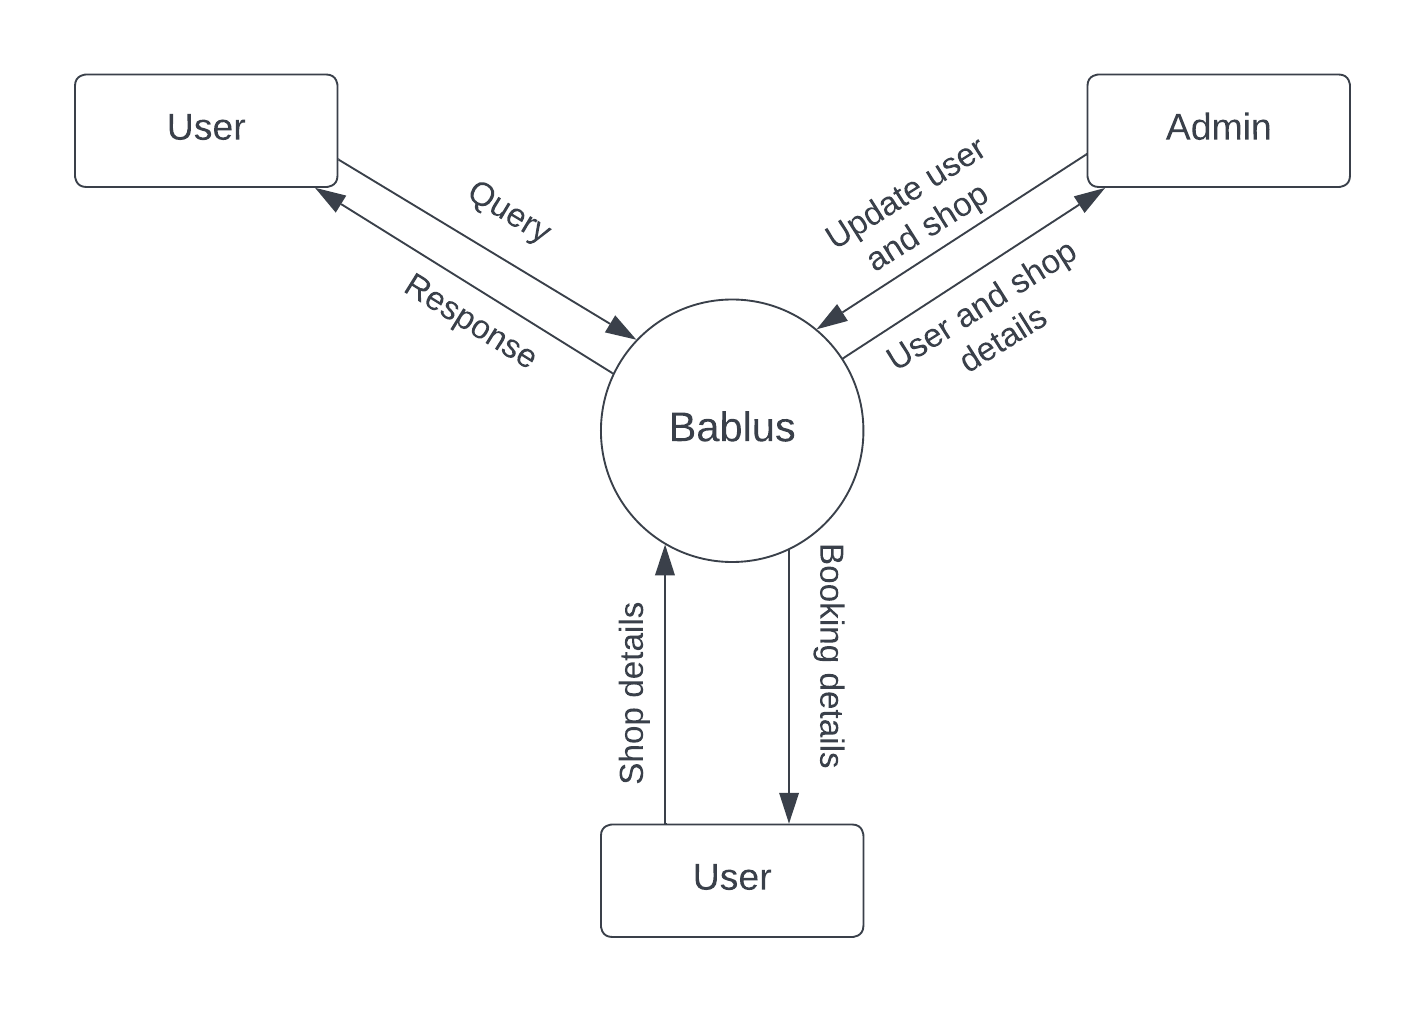 User
Admin
Query
Response
Update user
and shop
User and shop
details
Bablus
Shop details
Booking details
User